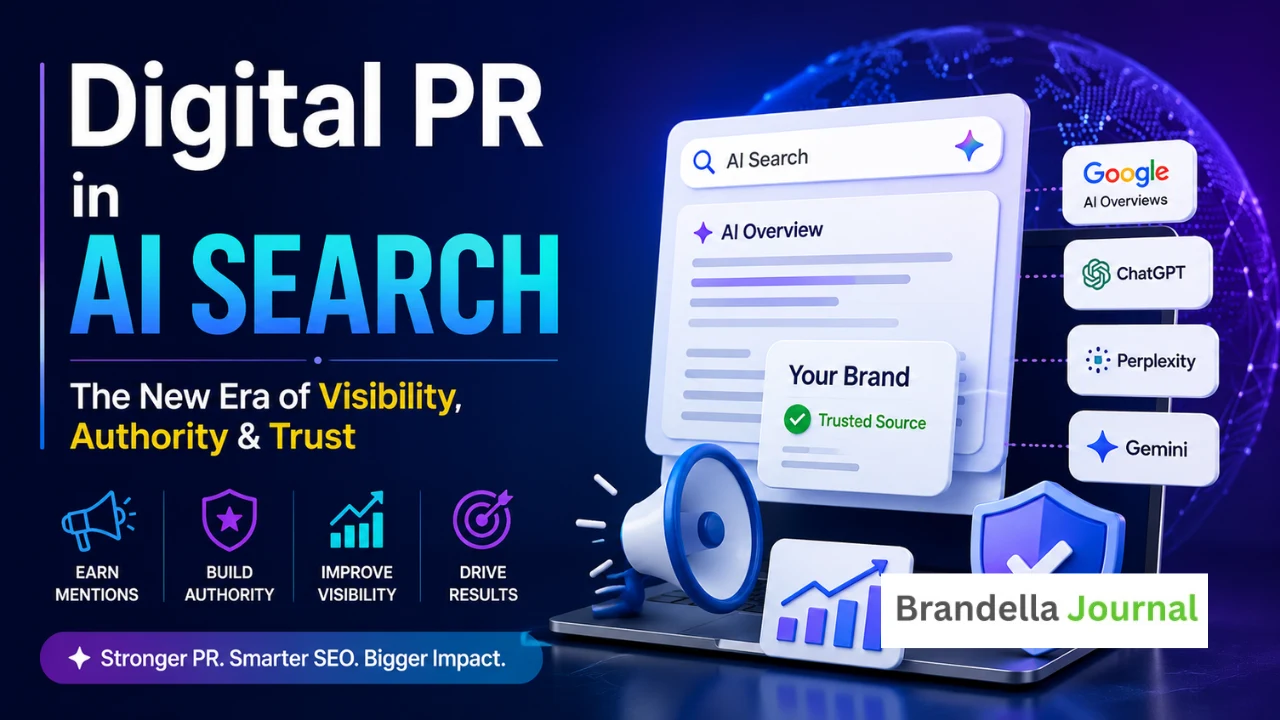 Digital PR
in
AI SEARCH
The New Era of Visibility,
Authority & Trust
EARN
MENTIONS
BUILD
AUTHORITY
IMPROVE
VISIBILITY
DRIVE
RESULTS
Stronger PR. Smarter SEO. Bigger Impact.
AI Search
AI Overview
Your Brand
Trusted Source
Google
AI Overviews
ChatGPT
Perplexity
Gemini
Brandella Journal